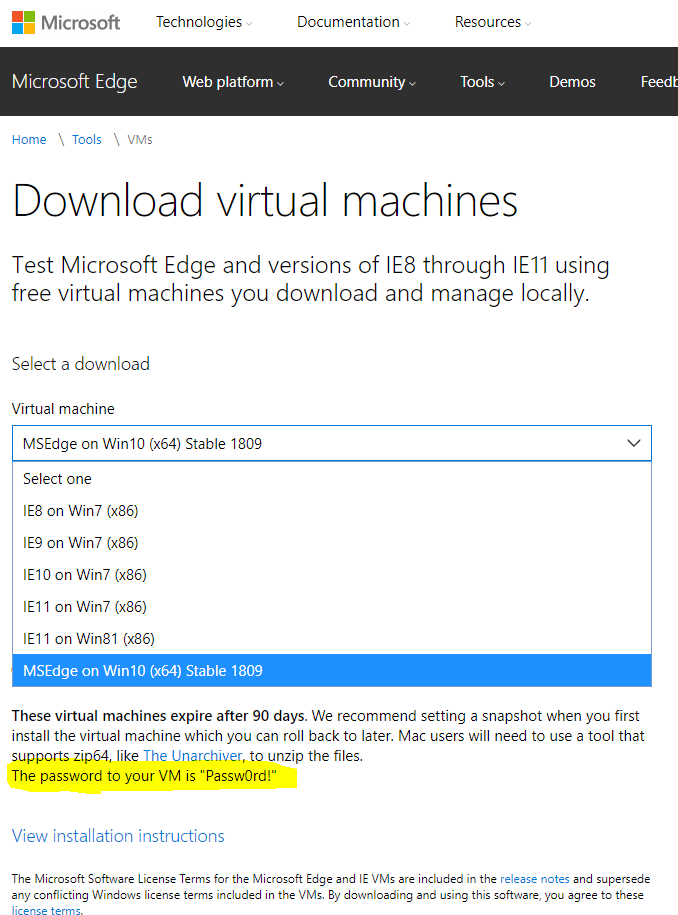 Microsoft Technologies Documentation Resources
Microsoft Edge Web platform Community Tools Demos Feedb
Home \ Tools \ VMs
Download virtual machines
Test Microsoft Edge and versions of IE8 through IE11 using
free virtual machines you download and manage locally.
Select a download
Virtual machine
MSEdge on Win10 (x64) Stable 1809
Select one
IE8 on Win7 (x86)
IE9 on Win7 (x86)
IE10 on Win7 (x86)
IE11 on Win7 (x86)
IE11 on Win81 (x86)
MSEdge on Win10 (x64) Stable 1809
These virtual machines expire after 90 days. We recommend setting a snapshot when you first
install the virtual machine which you can roll back to later. Mac users will need to use a tool that
supports zip64, like The Unarchiver, to unzip the files.
The password to your VM is "Passw0rd!"
View installation instructions
The Microsoft Software License Terms for the Microsoft Edge and IE VMs are included in the release notes and supersede
any conflicting Windows license terms included in the VMs. By downloading and using this software, you agree to these
license terms.